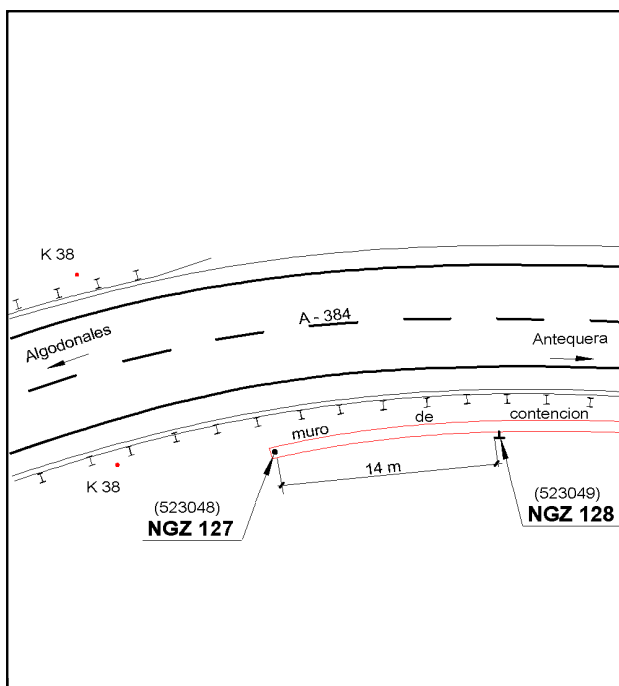 K 38
A - 384
Algodonales
Antequera
muro de contencion
14 m
K 38
(523048)
NGZ 127
(523049)
NGZ 128